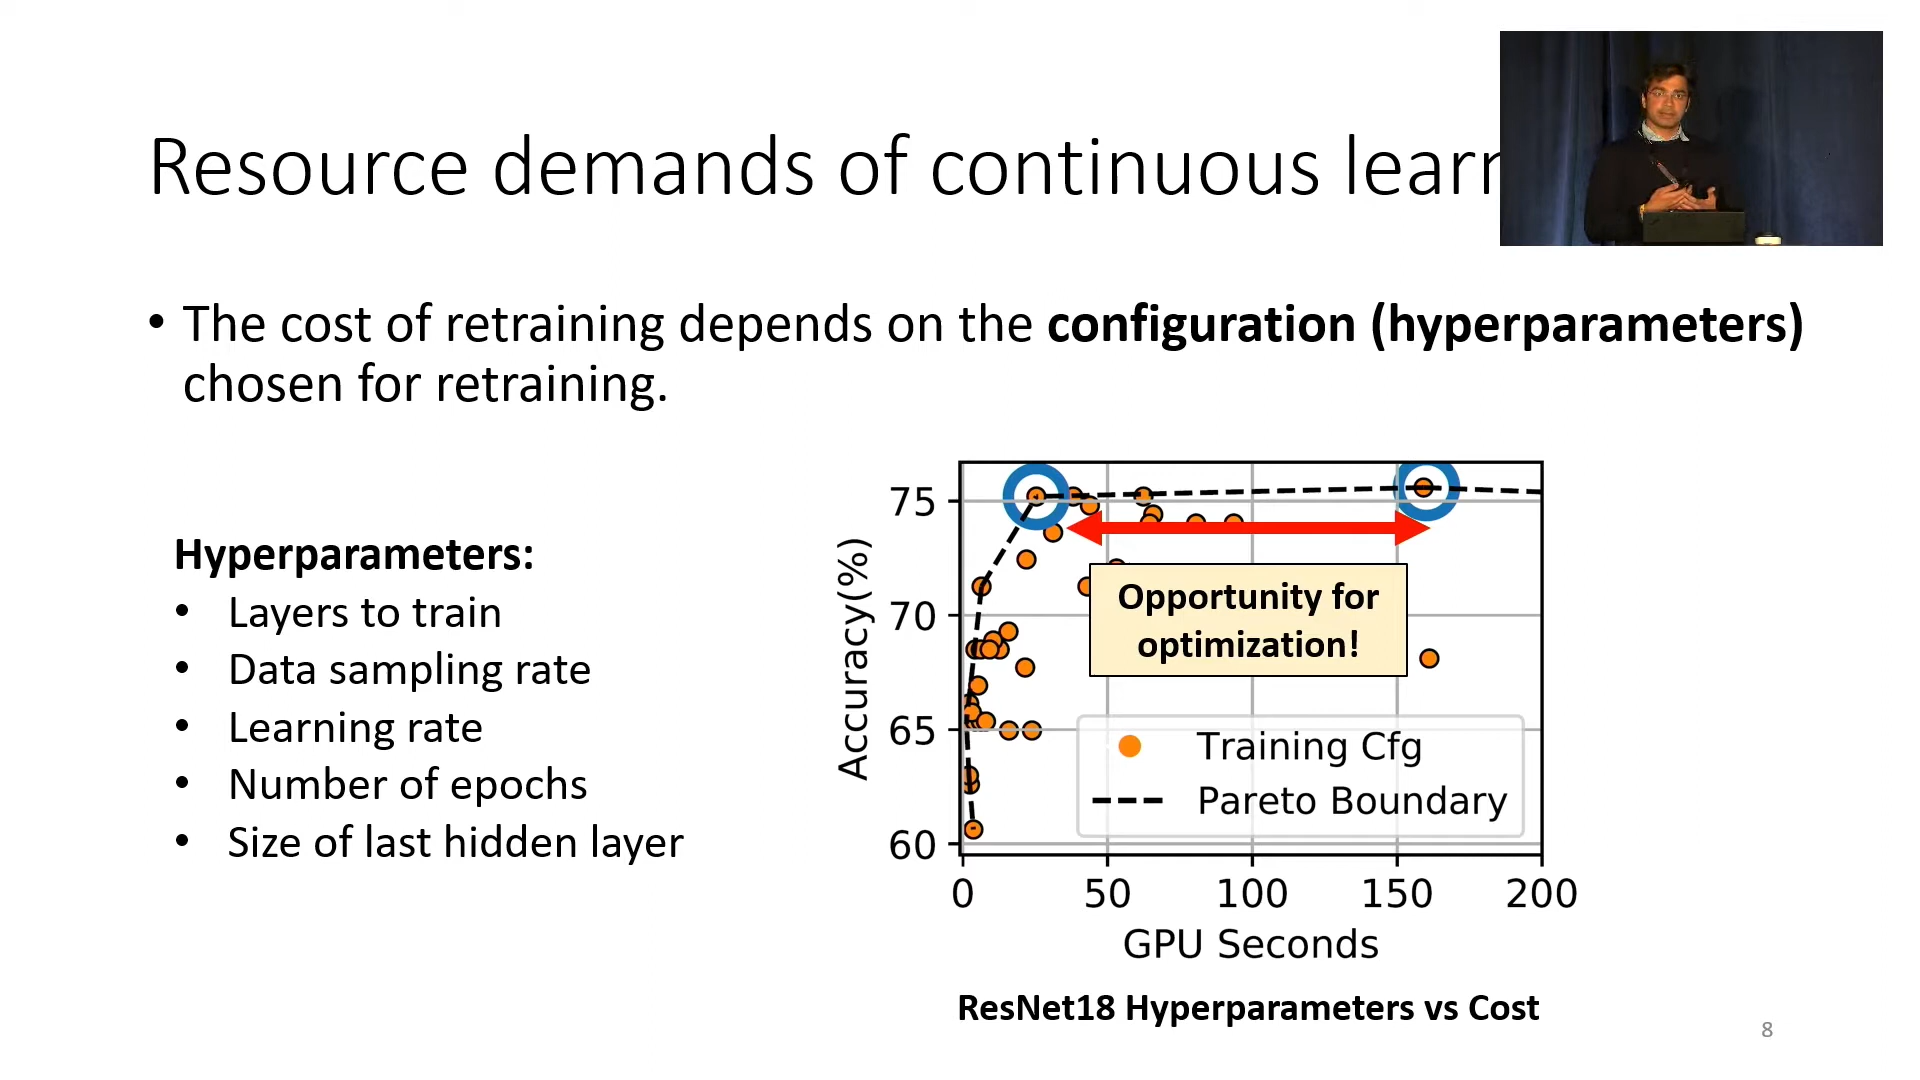 Resource demands of continuous learn
• The cost of retraining depends on the configuration (hyperparameters)
chosen for retraining.
Hyperparameters:
• Layers to train
• Data sampling rate
• Learning rate
• Number of epochs
• Size of last hidden layer
75
70
65
60
Accuracy(%)
Opportunity for
optimization!
Training Cfg
Pareto Boundary
0 50 100 150 200
GPU Seconds
ResNet18 Hyperparameters vs Cost
8